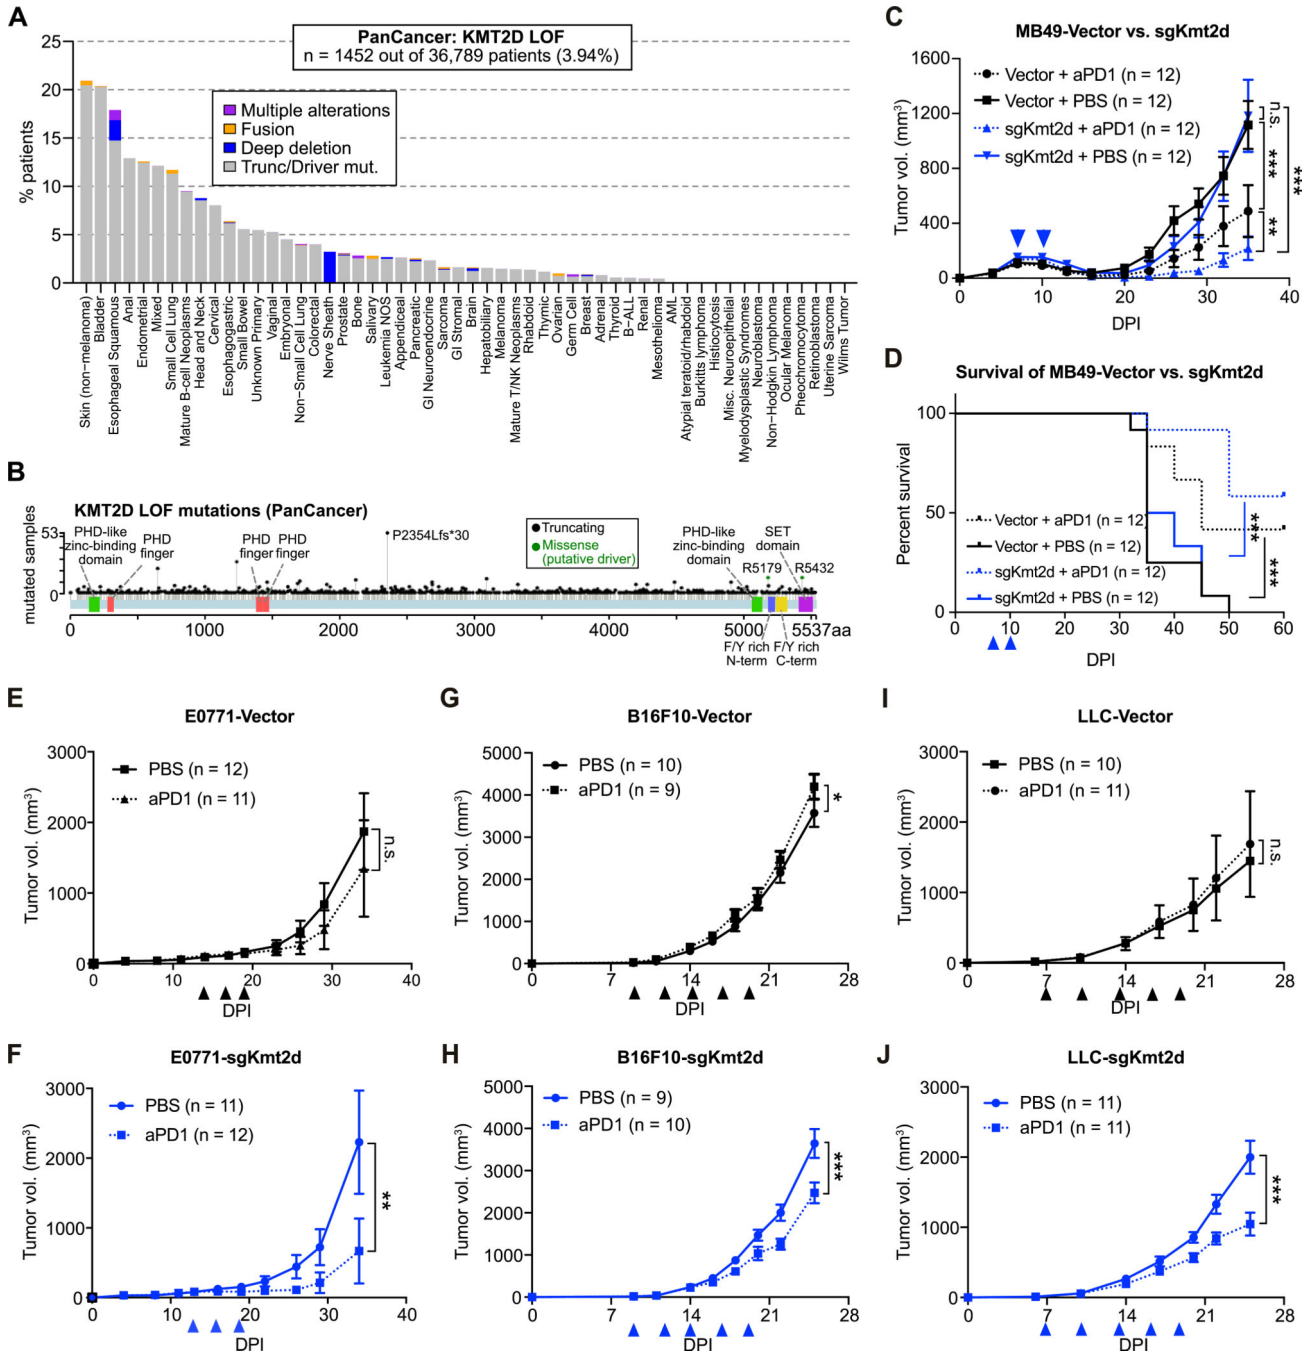 A
PanCancer: KMT2D LOF
n = 1452 out of 36,789 patients (3.94%)
% patients
25
20
15
10
5
0
Multiple alterations
Fusion
Deep deletion
Trunc/Driver mut.
Skin (non−melanoma)
Bladder
Esophageal Squamous
Anal
Endometrial
Mixed
Small Cell Lung
Mature B−cell Neoplasms
Head and Neck
Cervical
Esophagogastric
Small Bowel
Unknown Primary
Vaginal
Embryonal
Non−Small Cell Lung
Colorectal
Nerve Sheath
Prostate
Bone
Salivary
Leukemia NOS
Appendiceal
Pancreatic
GI Neuroendocrine
Sarcoma
GI Stromal
Brain
Hepatobiliary
Melanoma
Mature T/NK Neoplasms
Rhabdoid
Thymic
Ovarian
Germ Cell
Breast
Adrenal
Thyroid
B−ALL
Renal
Mesothelioma
AML
Atypial teratoid/rhabdoid
Burkitts lymphoma
Histiocytosis
Misc. Neuroepithelial
Myelodysplastic Syndromes
Neuroblastoma
Non−Hodgkin Lymphoma
Ocular Melanoma
Pheochromocytoma
Retinoblastoma
Uterine Sarcoma
Wilms Tumor
B
KMT2D LOF mutations (PanCancer)
mutated samples
53
0
PHD-like
zinc-binding
domain
PHD
finger
PHD
finger
PHD
finger
P2354Lfs*30
Truncating
Missense
(putative driver)
PHD-like
zinc-binding
domain
SET
domain
R5179
R5432
0
1000
2000
3000
4000
5000
5537aa
F/Y rich
N-term
F/Y rich
C-term
C
MB49-Vector vs. sgKmt2d
Tumor vol. (mm³)
1600
1200
800
400
0
Vector + aPD1 (n = 12)
Vector + PBS (n = 12)
sgKmt2d + aPD1 (n = 12)
sgKmt2d + PBS (n = 12)
n.s.
***
**
***
0 10 20 30 40
DPI
D
Survival of MB49-Vector vs. sgKmt2d
Percent survival
100
50
0
Vector + aPD1 (n = 12)
Vector + PBS (n = 12)
sgKmt2d + aPD1 (n = 12)
sgKmt2d + PBS (n = 12)
***
***
0 10 20 30 40 50 60
DPI
E
E0771-Vector
Tumor vol. (mm³)
3000
2000
1000
0
PBS (n = 12)
aPD1 (n = 11)
n.s.
0 10 20 30 40
DPI
G
B16F10-Vector
Tumor vol. (mm³)
5000
4000
3000
2000
1000
0
PBS (n = 10)
aPD1 (n = 9)
*
0 7 14 21 28
DPI
I
LLC-Vector
Tumor vol. (mm³)
3000
2000
1000
0
PBS (n = 10)
aPD1 (n = 11)
n.s.
0 7 14 21 28
DPI
F
E0771-sgKmt2d
Tumor vol. (mm³)
3000
2000
1000
0
PBS (n = 11)
aPD1 (n = 12)
**
0 10 20 30 40
DPI
H
B16F10-sgKmt2d
Tumor vol. (mm³)
5000
4000
3000
2000
1000
0
PBS (n = 9)
aPD1 (n = 10)
***
0 7 14 21 28
DPI
J
LLC-sgKmt2d
Tumor vol. (mm³)
3000
2000
1000
0
PBS (n = 11)
aPD1 (n = 11)
***
0 7 14 21 28
DPI